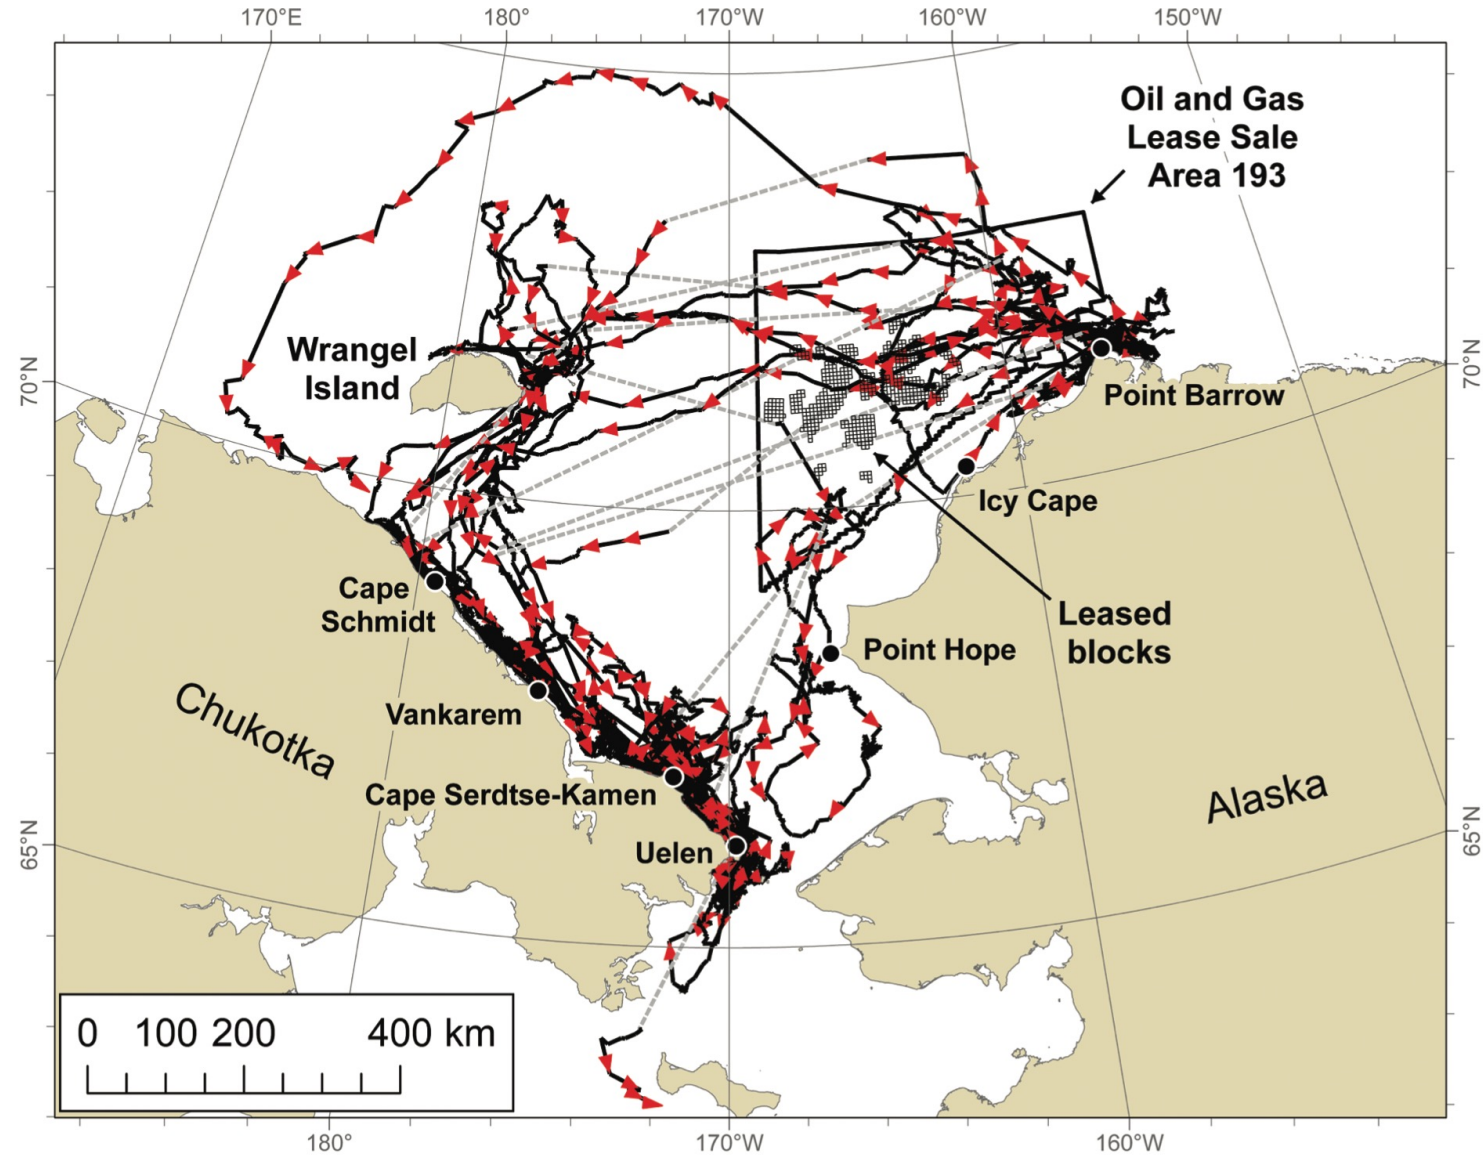 170°E 180° 170°W 160°W 150°W
Oil and Gas
Lease Sale
Area 193
Wrangel
Island
70°N
70°N
Point Barrow
Icy Cape
Cape
Schmidt
Leased
blocks
Point Hope
Chukotka
Vankarem
Cape Serdtse-Kamen
Alaska
Uelen
65°N
65°N
0 100 200 400 km
180° 170°W 160°W